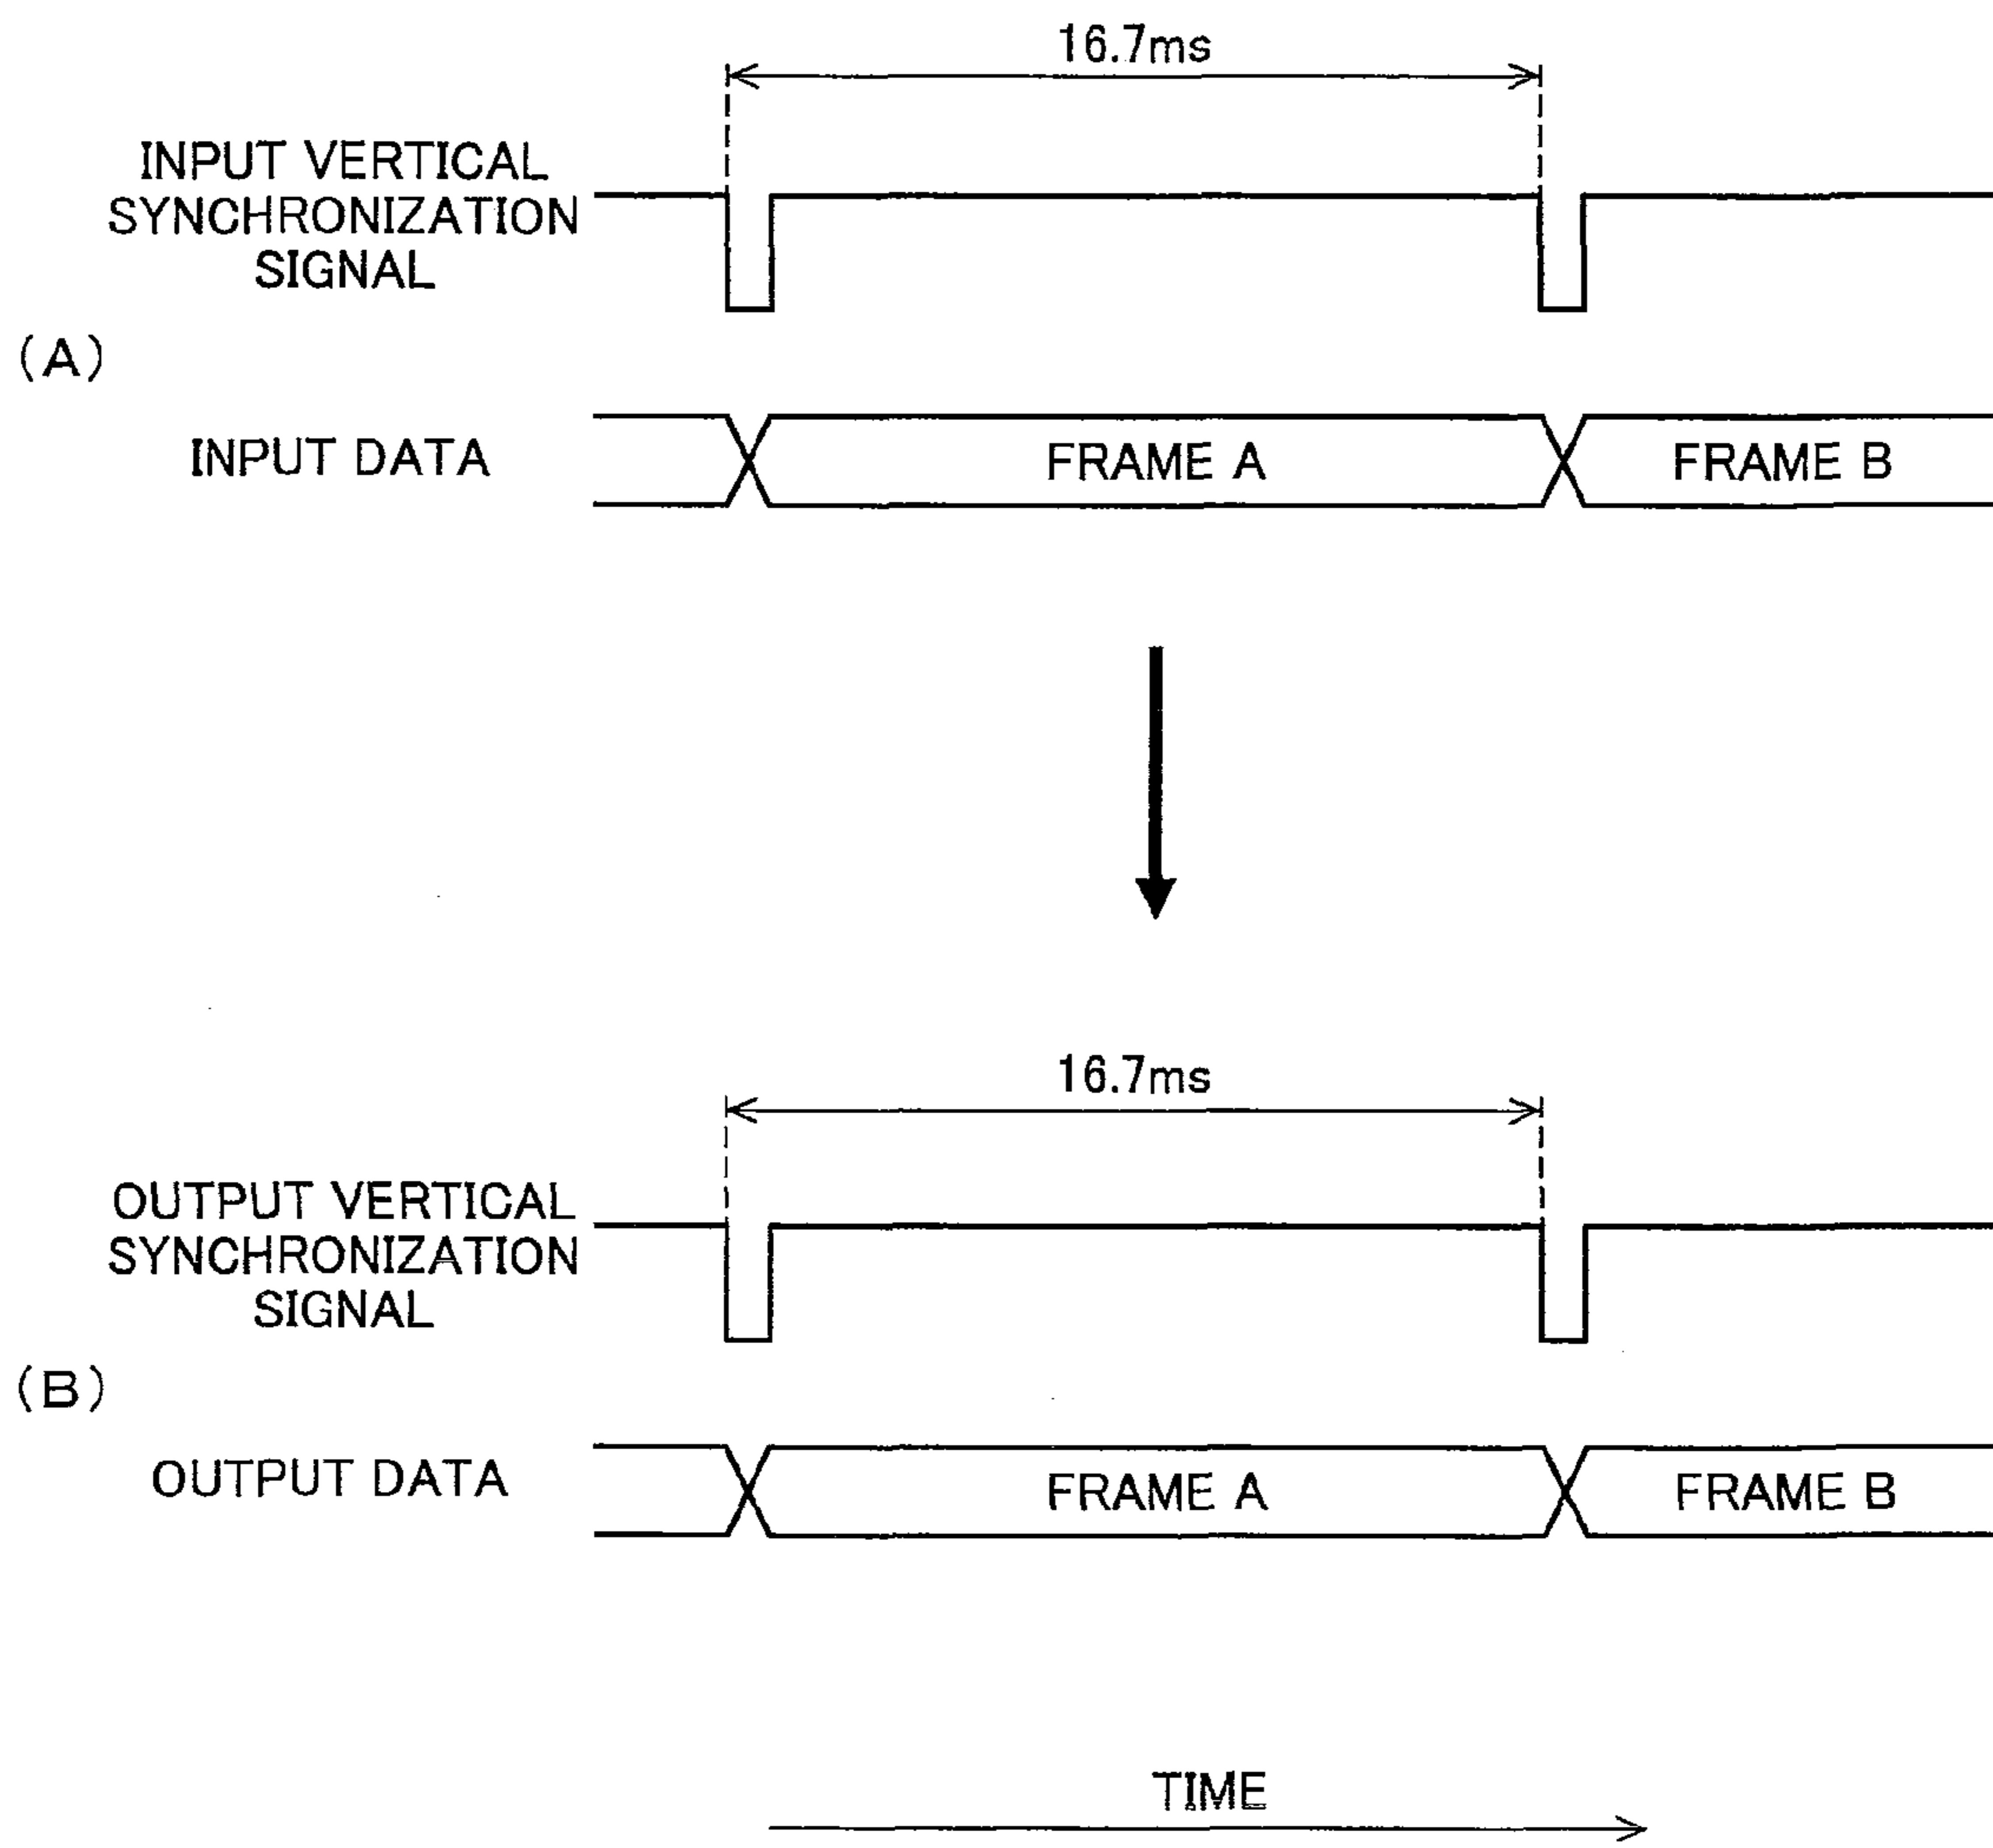 16.7ms
INPUT VERTICAL
SYNCHRONIZATION
SIGNAL
(A)
INPUT DATA
FRAME A
FRAME B
16.7ms
OUTPUT VERTICAL
SYNCHRONIZATION
SIGNAL
(B)
OUTPUT DATA
FRAME A
FRAME B
TIME